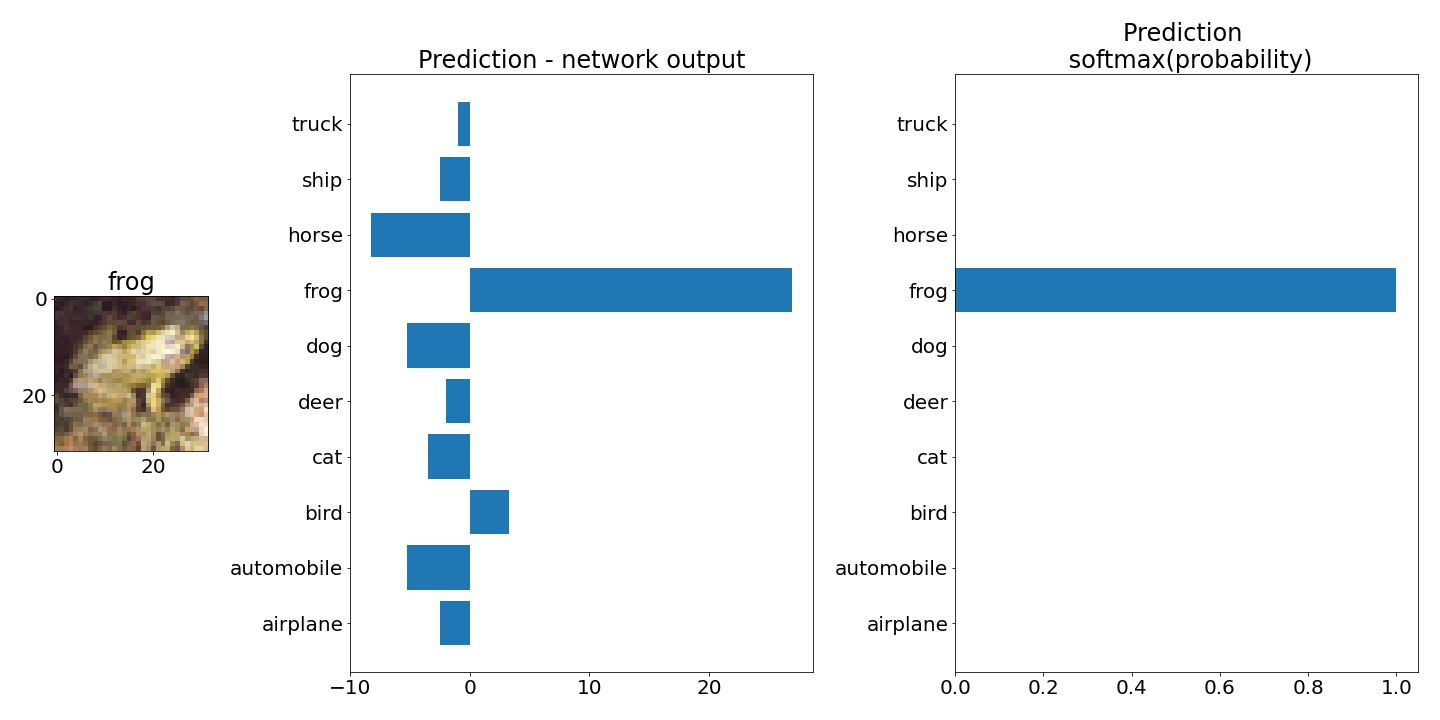 frog
0
20
0
20
Prediction - network output
truck
ship
horse
frog
dog
deer
cat
bird
automobile
airplane
−10
0
10
20
Prediction
softmax(probability)
truck
ship
horse
frog
dog
deer
cat
bird
automobile
airplane
0.0
0.2
0.4
0.6
0.8
1.0